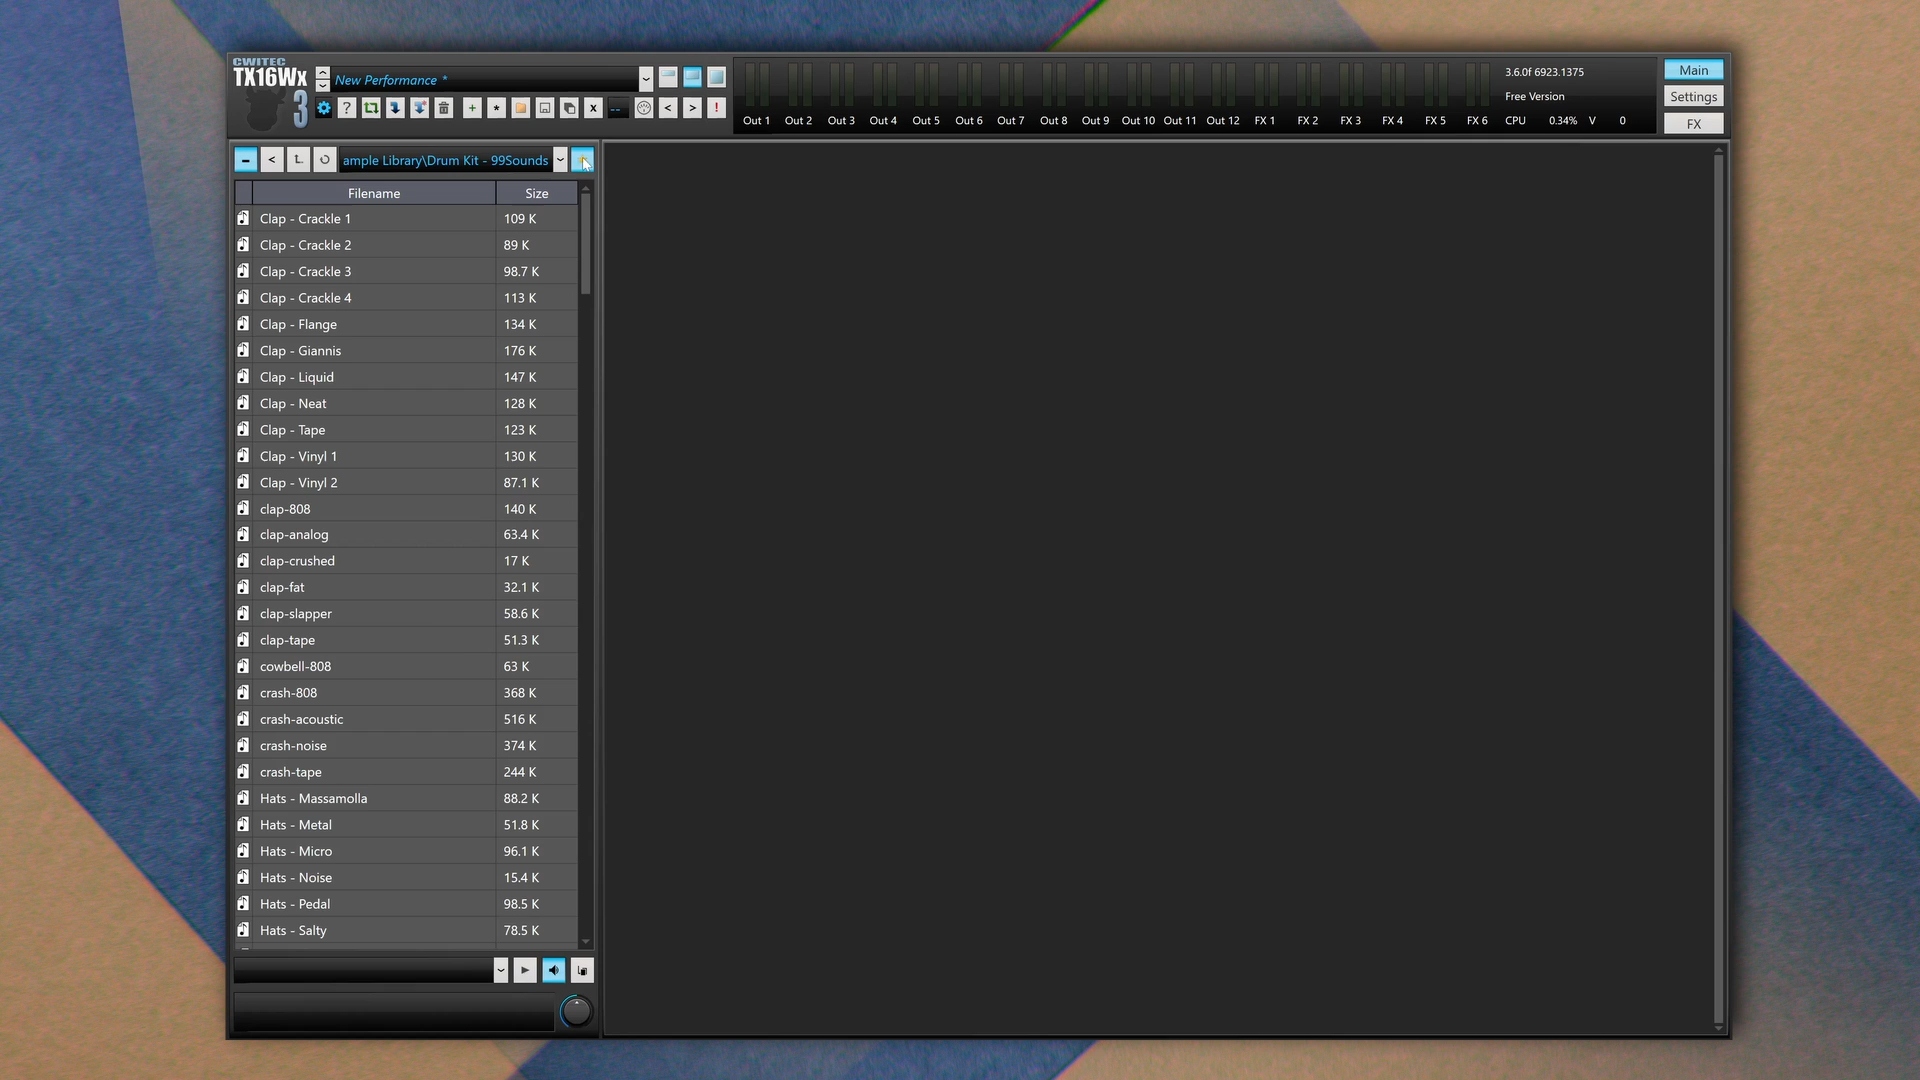 CWITEC
TX16Wx
3
New Performance *
? + * x -- < > !
Out 1 Out 2 Out 3 Out 4 Out 5 Out 6 Out 7 Out 8 Out 9 Out 10 Out 11 Out 12 FX 1 FX 2 FX 3 FX 4 FX 5 FX 6
3.6.0f 6923.1375
Free Version
CPU 0.34% V 0
Main
Settings
FX
ample Library\Drum Kit - 99Sounds
Filename Size
Clap - Crackle 1 109 K
Clap - Crackle 2 89 K
Clap - Crackle 3 98.7 K
Clap - Crackle 4 113 K
Clap - Flange 134 K
Clap - Giannis 176 K
Clap - Liquid 147 K
Clap - Neat 128 K
Clap - Tape 123 K
Clap - Vinyl 1 130 K
Clap - Vinyl 2 87.1 K
clap-808 140 K
clap-analog 63.4 K
clap-crushed 17 K
clap-fat 32.1 K
clap-slapper 58.6 K
clap-tape 51.3 K
cowbell-808 63 K
crash-808 368 K
crash-acoustic 516 K
crash-noise 374 K
crash-tape 244 K
Hats - Massamolla 88.2 K
Hats - Metal 51.8 K
Hats - Micro 96.1 K
Hats - Noise 15.4 K
Hats - Pedal 98.5 K
Hats - Salty 78.5 K